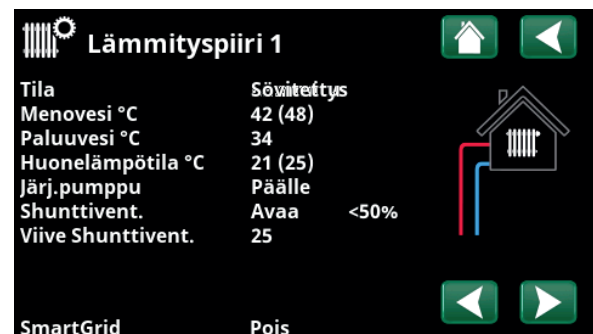 Lämmityspiiri 1
Tila
Menovesi °C 42 (48)
Paluuvesi °C 34
Huonelämpötila °C 21 (25)
Järj.pumppu Päälle
Shunttivent. Avaa <50%
Viive Shunttivent. 25
SmartGrid Pois